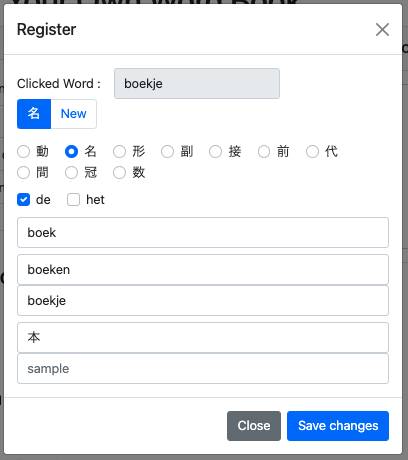 Register
Clicked Word : boekje
名 New
動 名 形 副 接 前 代
間 冠 数
de het
boek
boeken
boekje
本
sample
Close Save changes